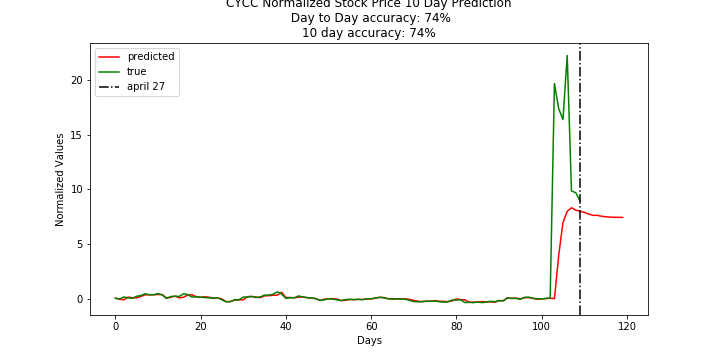 CYCC Normalized Stock Price 10 Day Prediction
Day to Day accuracy: 74%
10 day accuracy: 74%
predicted
true
april 27
Normalized Values
20
15
10
5
0
0 20 40 60 80 100 120
Days